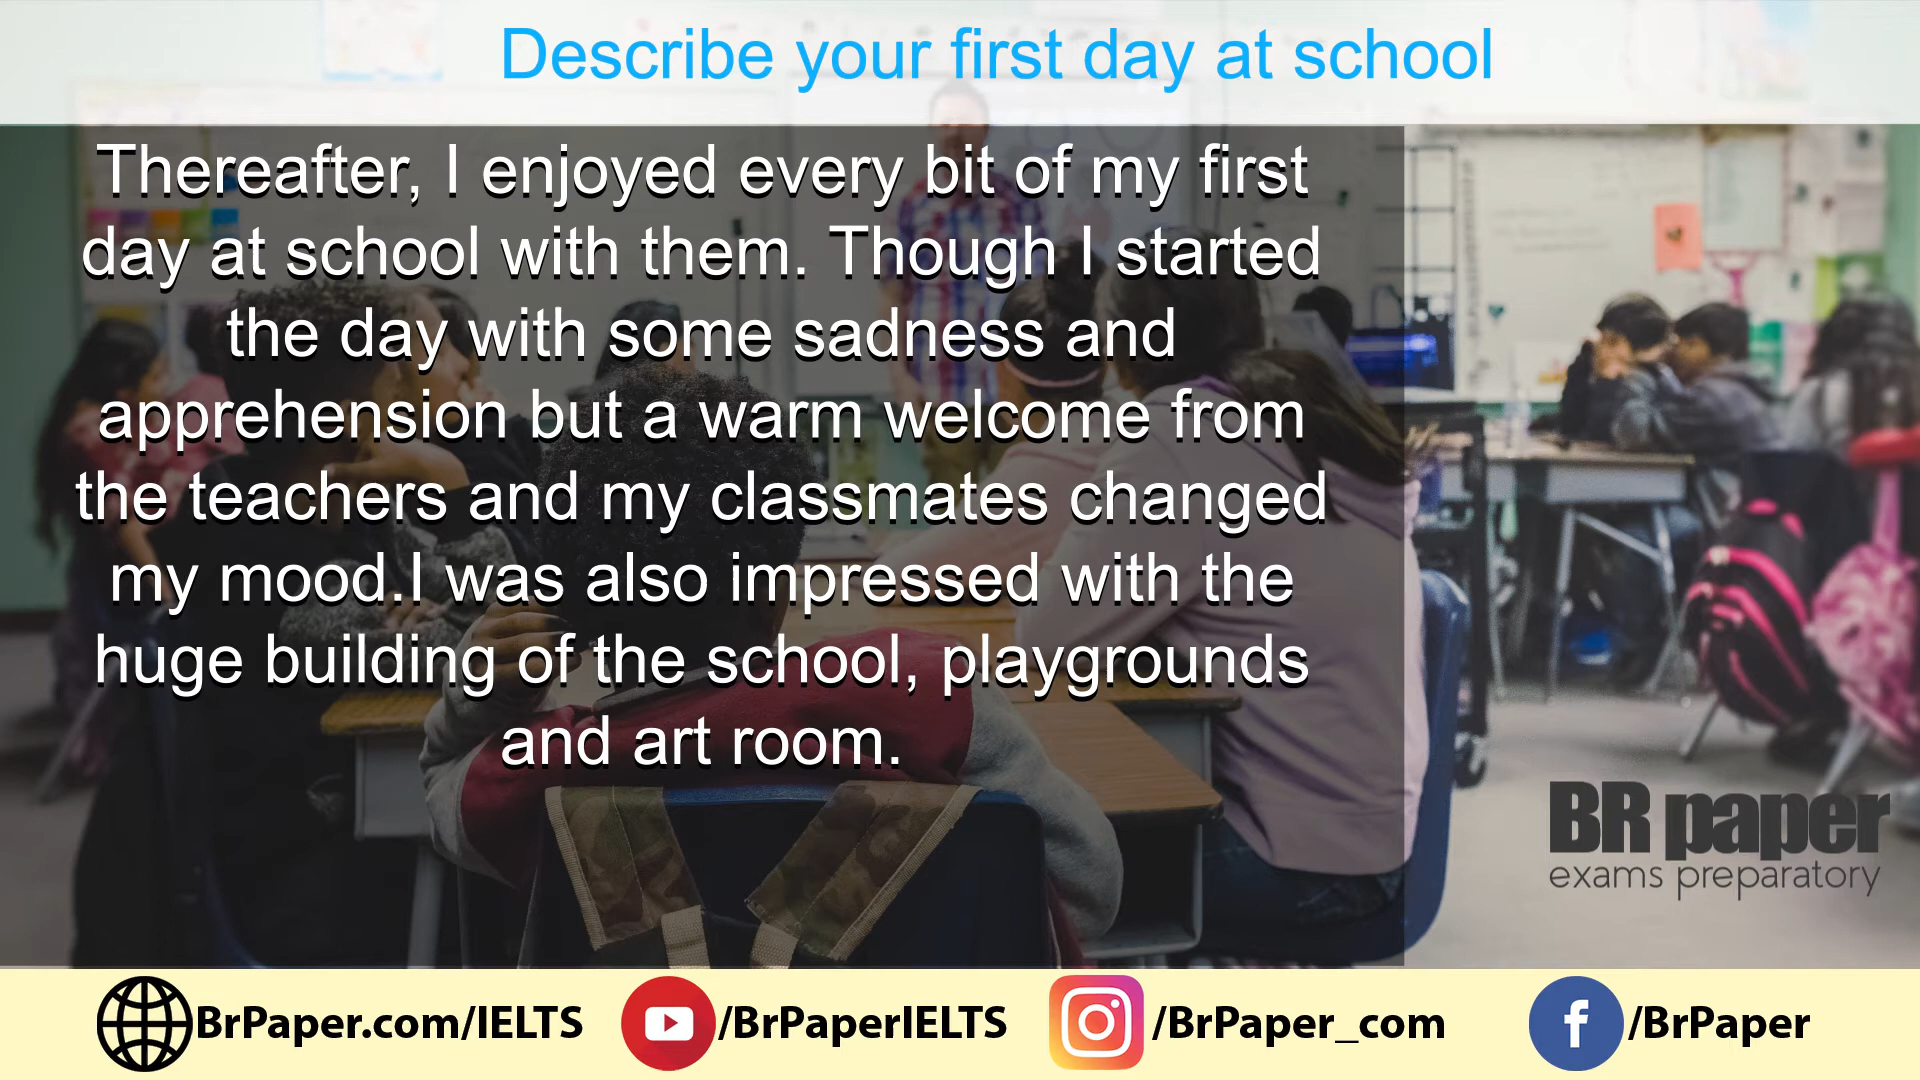 Describe your first day at school
Thereafter, I enjoyed every bit of my first
day at school with them. Though I started
the day with some sadness and
apprehension but a warm welcome from
the teachers and my classmates changed
my mood.I was also impressed with the
huge building of the school, playgrounds
and art room.
BR paper
exams preparatory
BrPaper.com/IELTS
/BrPaperIELTS
/BrPaper_com
/BrPaper